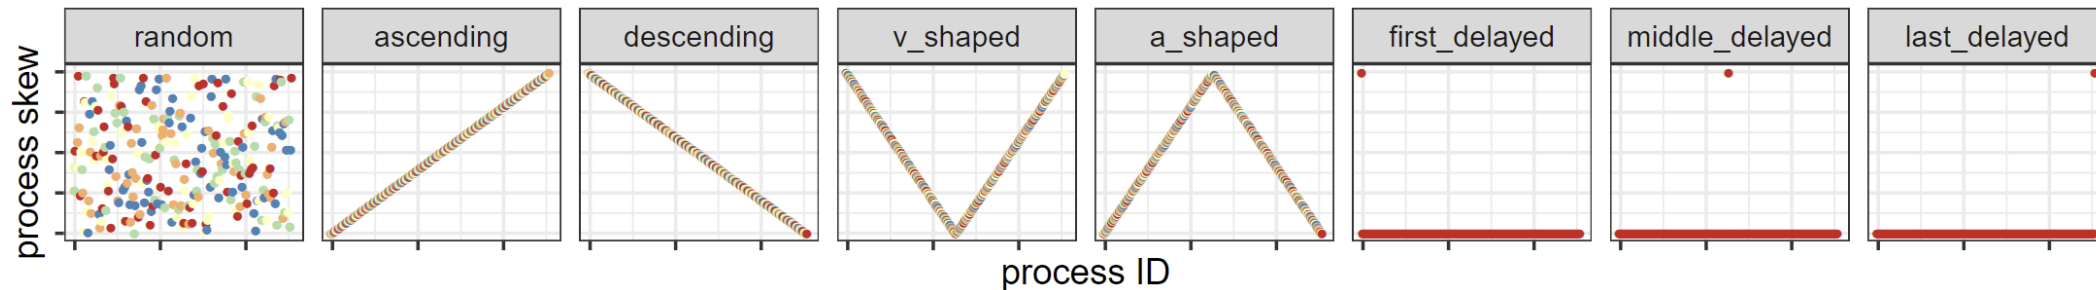 process skew
random
ascending
descending
v_shaped
a_shaped
first_delayed
middle_delayed
last_delayed
process ID